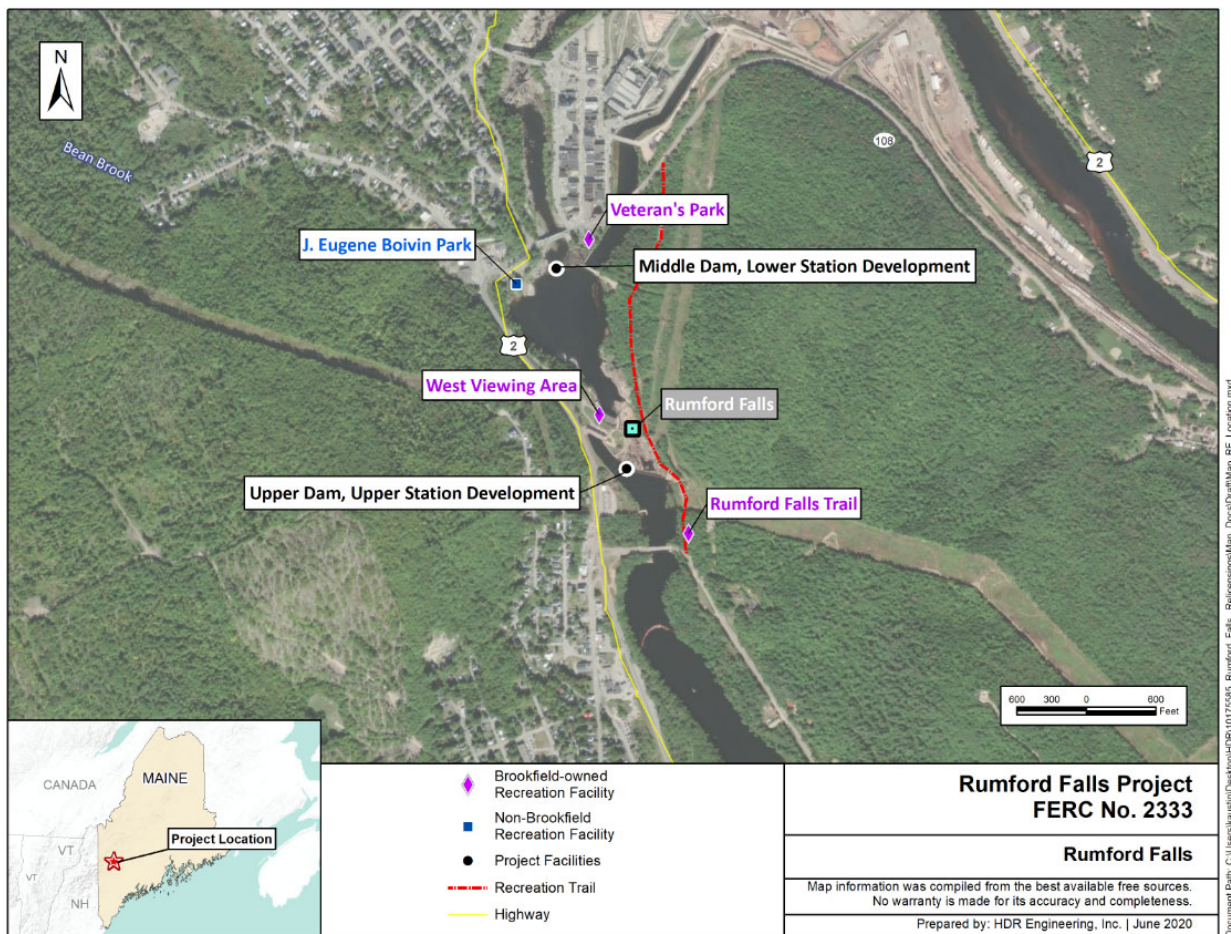 N
Bean Brook
108
2
Veteran's Park
J. Eugene Boivin Park
Middle Dam, Lower Station Development
2
West Viewing Area
Rumford Falls
Upper Dam, Upper Station Development
Rumford Falls Trail
600 300 0 600
Feet
CANADA
MAINE
Project Location
VT
VT
NH
Brookfield-owned
Recreation Facility
Non-Brookfield
Recreation Facility
Project Facilities
Recreation Trail
Highway
Rumford Falls Project
FERC No. 2333
Rumford Falls
Map information was compiled from the best available free sources.
No warranty is made for its accuracy and completeness.
Prepared by: HDR Engineering, Inc. | June 2020